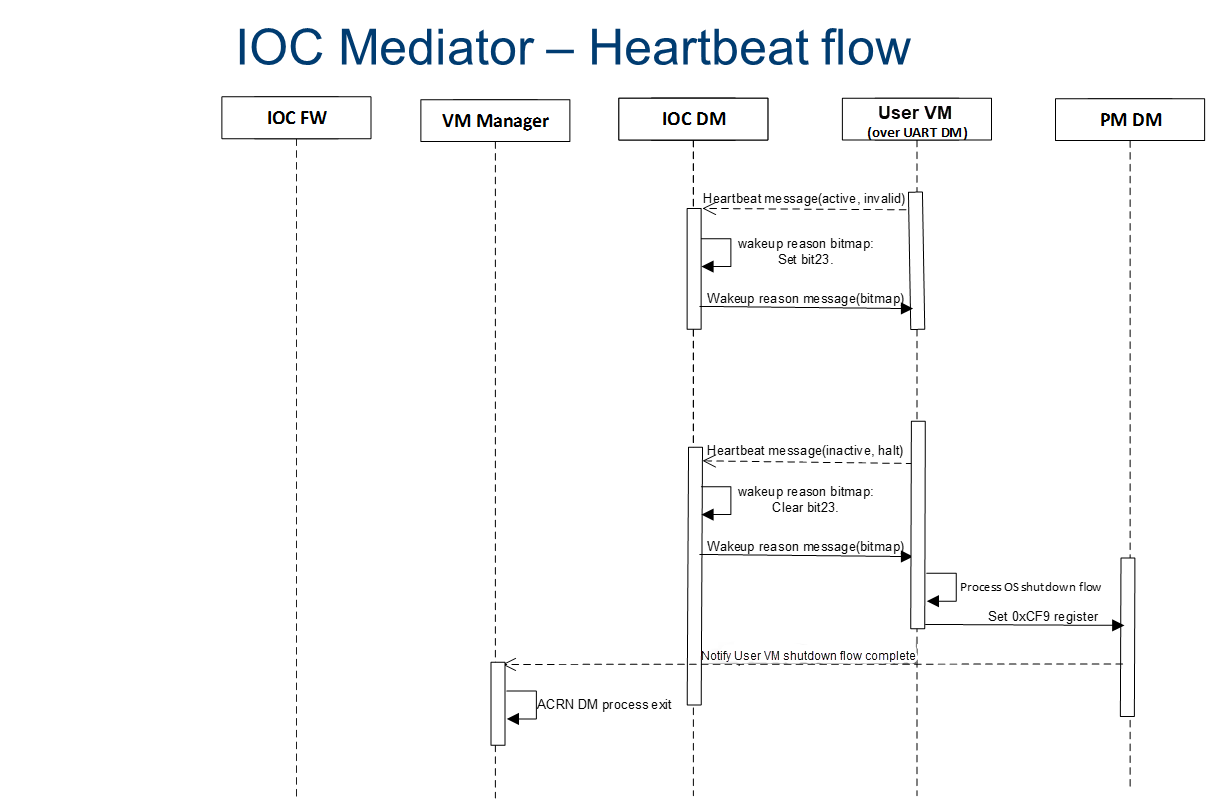 IOC Mediator – Heartbeat flow
IOC FW
VM Manager
IOC DM
User VM
(over UART DM)
PM DM
Heartbeat message(active, invalid)
wakeup reason bitmap:
Set bit23.
Wakeup reason message(bitmap)
Heartbeat message(inactive, halt)
wakeup reason bitmap:
Clear bit23.
Wakeup reason message(bitmap)
Process OS shutdown flow
Set 0xCF9 register
Notify User VM shutdown flow complete
ACRN DM process exit